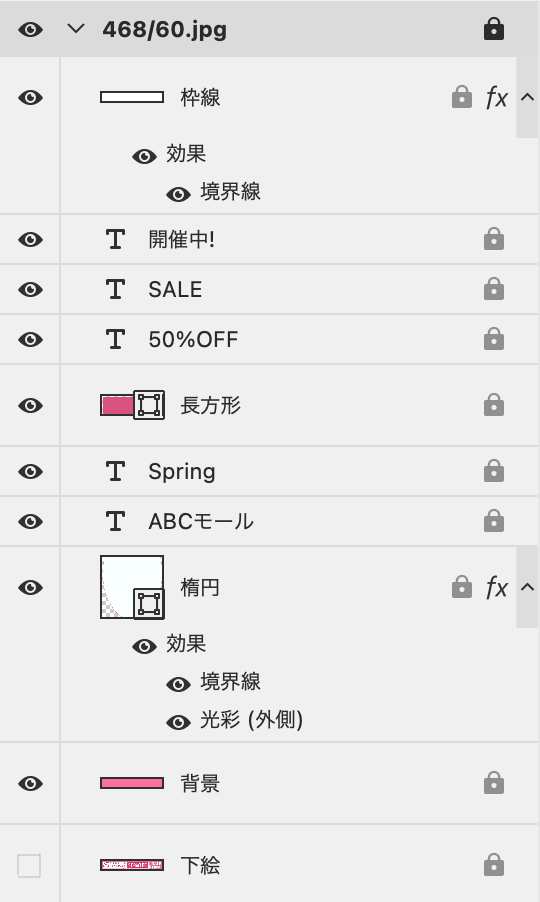 468/60.jpg
枠線 fx
効果
境界線
T 開催中!
T SALE
T 50%OFF
長方形
T Spring
T ABCモール
楕円 fx
効果
境界線
光彩 (外側)
背景
下絵